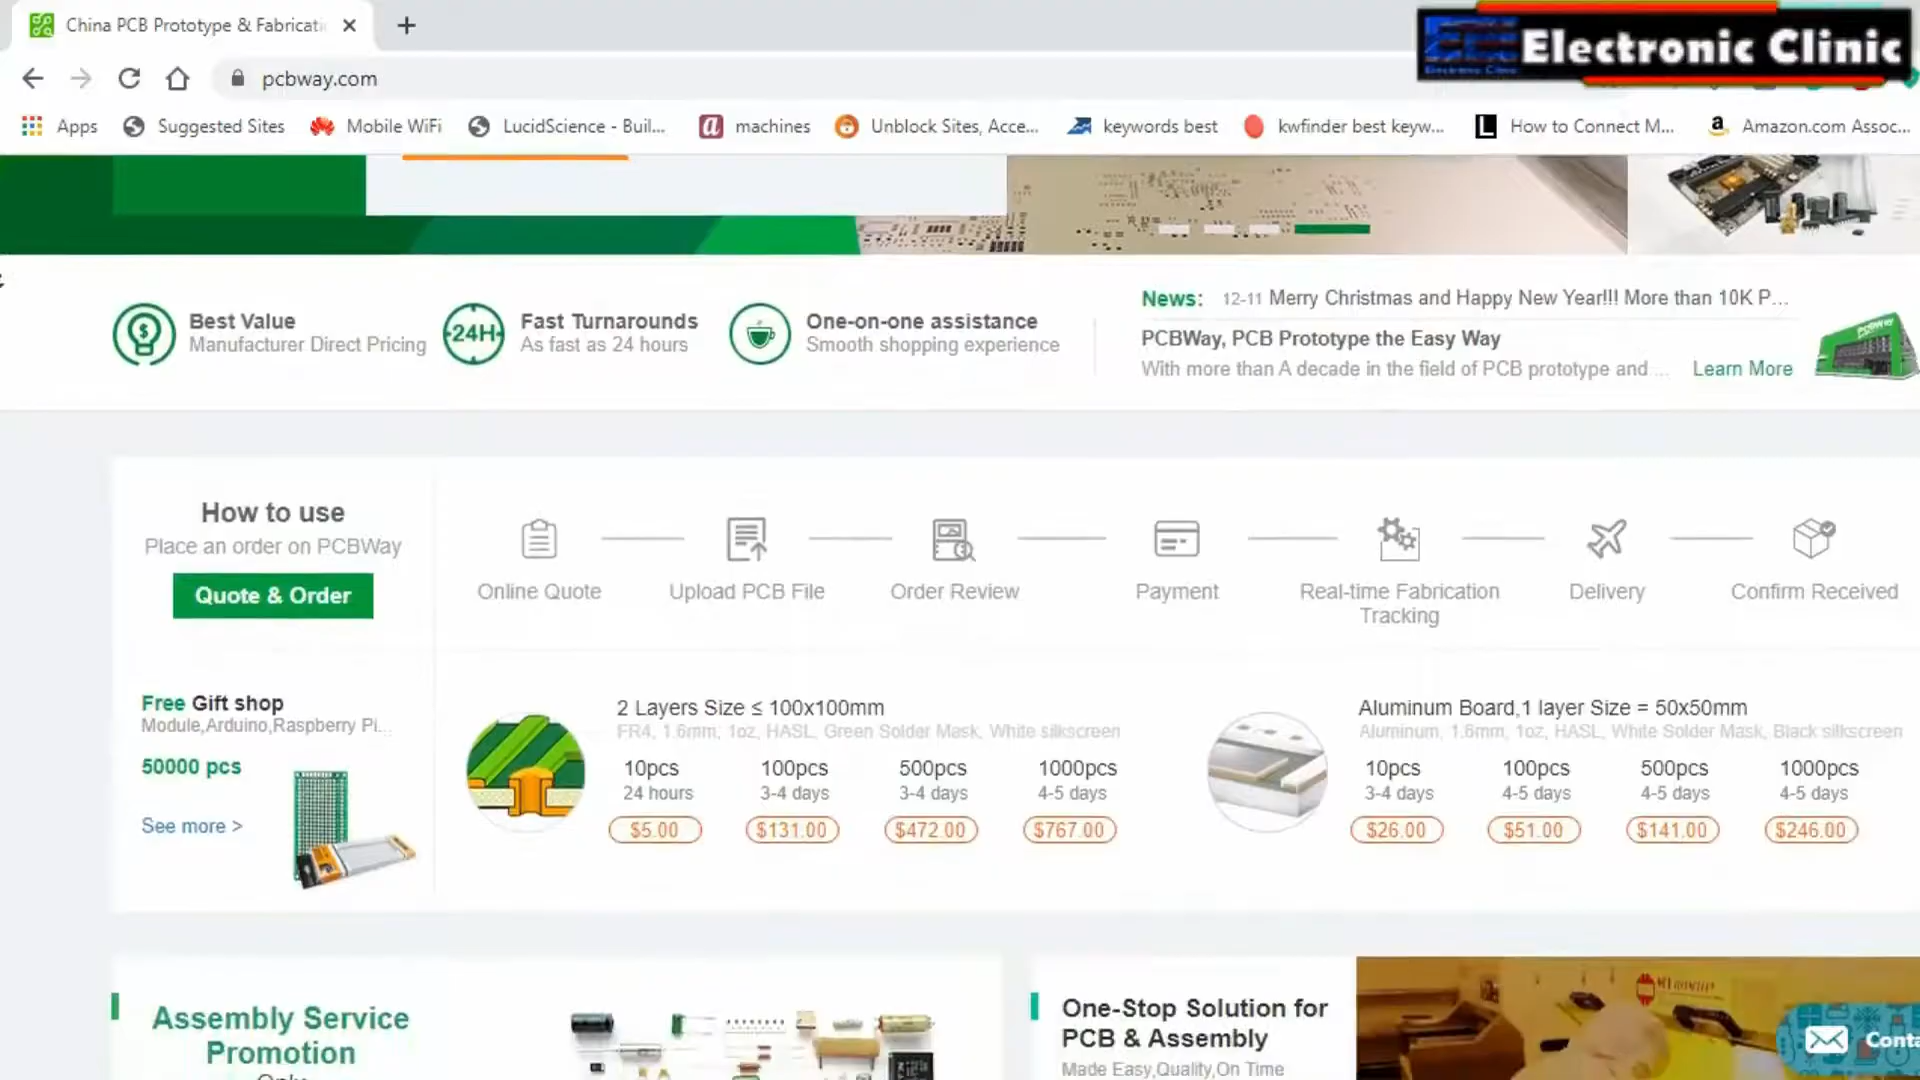 China PCB Prototype & Fabricati
Electronic Clinic
pcbway.com
Apps
Suggested Sites
Mobile WiFi
LucidScience - Buil...
machines
Unblock Sites, Acce...
keywords best
kwfinder best keyw...
How to Connect M...
Amazon.com Assoc...
Best Value
Manufacturer Direct Pricing
24H
Fast Turnarounds
As fast as 24 hours
One-on-one assistance
Smooth shopping experience
News: 12-11 Merry Christmas and Happy New Year!!! More than 10K P...
PCBWay, PCB Prototype the Easy Way
With more than A decade in the field of PCB prototype and ... Learn More
PCBWay
How to use
Place an order on PCBWay
Quote & Order
Online Quote
Upload PCB File
Order Review
Payment
Real-time Fabrication
Tracking
Delivery
Confirm Received
Free Gift shop
Module,Arduino,Raspberry Pi...
50000 pcs
See more >
2 Layers Size ≤ 100x100mm
FR4, 1.6mm, 1oz, HASL, Green Solder Mask, White silkscreen
10pcs 100pcs 500pcs 1000pcs
24 hours 3-4 days 3-4 days 4-5 days
$5.00 $131.00 $472.00 $767.00
Aluminum Board,1 layer Size = 50x50mm
Aluminum, 1.6mm, 1oz, HASL, White Solder Mask, Black silkscreen
10pcs 100pcs 500pcs 1000pcs
3-4 days 4-5 days 4-5 days 4-5 days
$26.00 $51.00 $141.00 $246.00
Assembly Service
Promotion
Only
One-Stop Solution for
PCB & Assembly
Made Easy,Quality,On Time
Conta